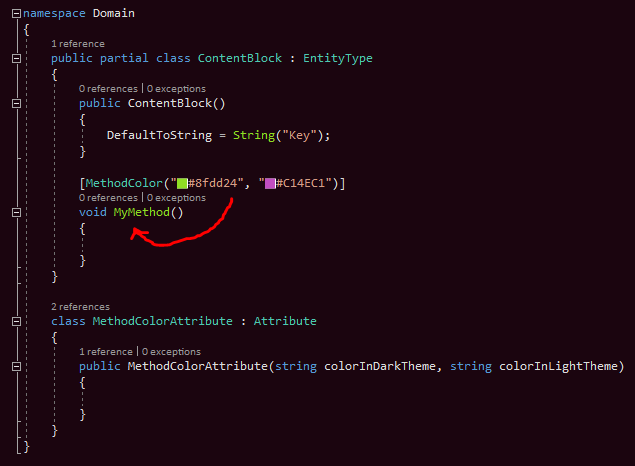 namespace Domain
{
1 reference
public partial class ContentBlock : EntityType
{
0 references | 0 exceptions
public ContentBlock()
{
DefaultToString = String("Key");
}
[MethodColor("#8fdd24", "#C14EC1")]
0 references | 0 exceptions
void MyMethod()
{
}
}
2 references
class MethodColorAttribute : Attribute
{
1 reference | 0 exceptions
public MethodColorAttribute(string colorInDarkTheme, string colorInLightTheme)
{
}
}
}